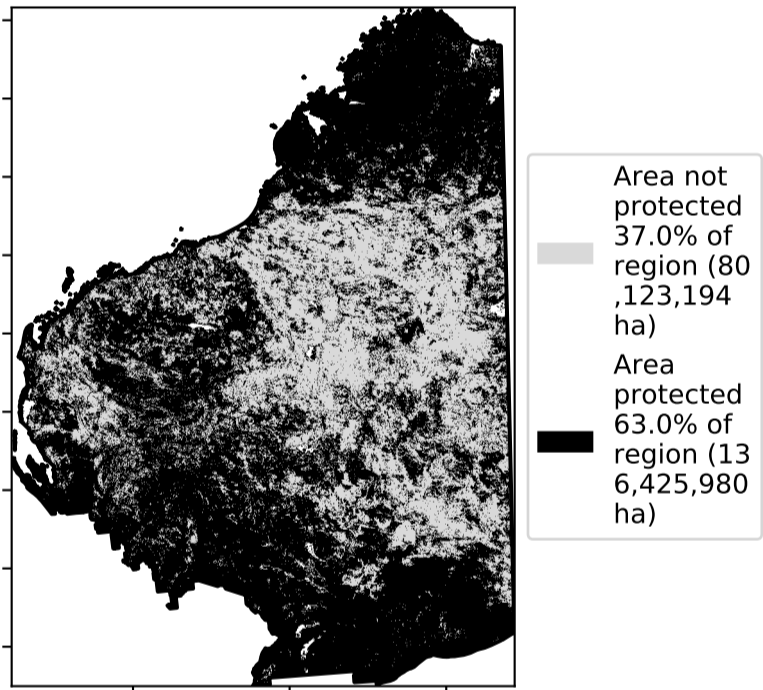 Area not
protected
37.0% of
region (80
,123,194
ha)
Area
protected
63.0% of
region (13
6,425,980
ha)